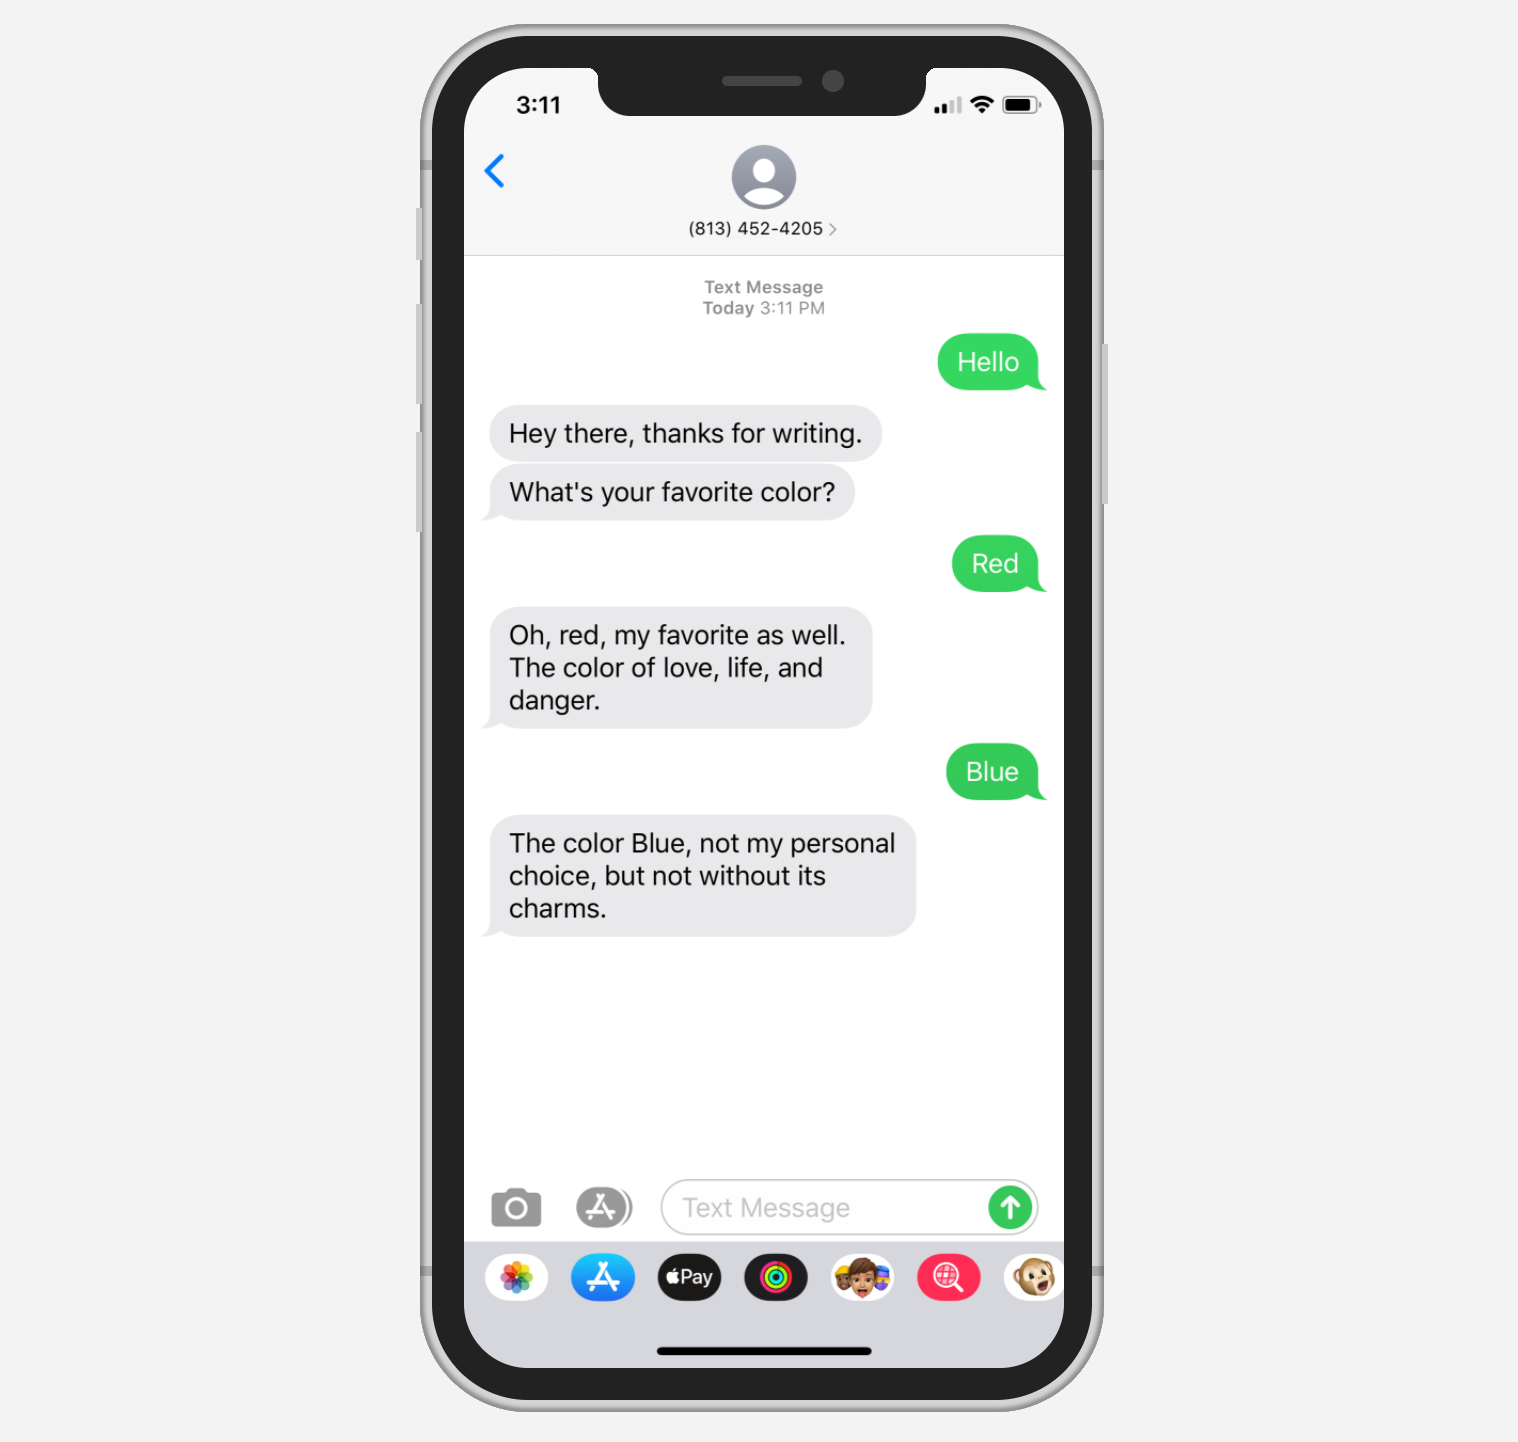 3:11
(813) 452-4205
Text Message
Today 3:11 PM
Hello
Hey there, thanks for writing.
What's your favorite color?
Red
Oh, red, my favorite as well.
The color of love, life, and
danger.
Blue
The color Blue, not my personal
choice, but not without its
charms.
Text Message
Pay